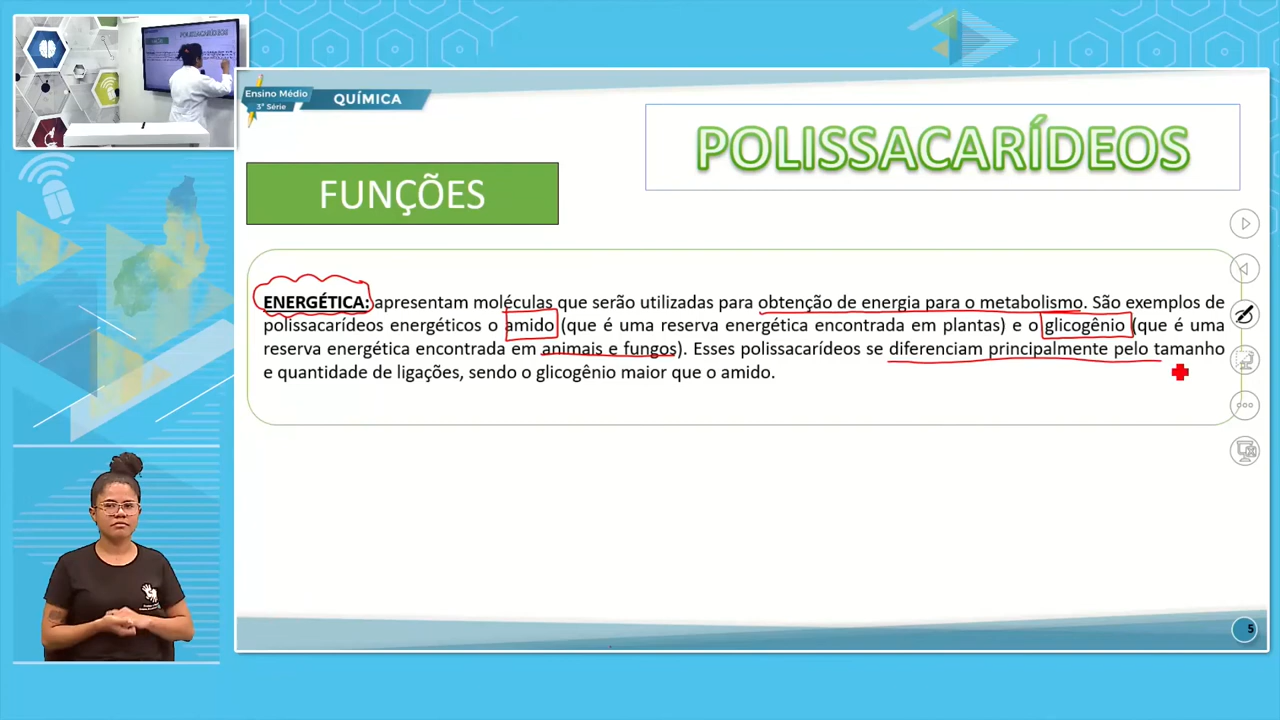 Ensino Médio
3ª Série
QUÍMICA
POLISSACARÍDEOS
FUNÇÕES
ENERGÉTICA: apresentam moléculas que serão utilizadas para obtenção de energia para o metabolismo. São exemplos de
polissacarídeos energéticos o amido (que é uma reserva energética encontrada em plantas) e o glicogênio (que é uma
reserva energética encontrada em animais e fungos). Esses polissacarídeos se diferenciam principalmente pelo tamanho
e quantidade de ligações, sendo o glicogênio maior que o amido.
5